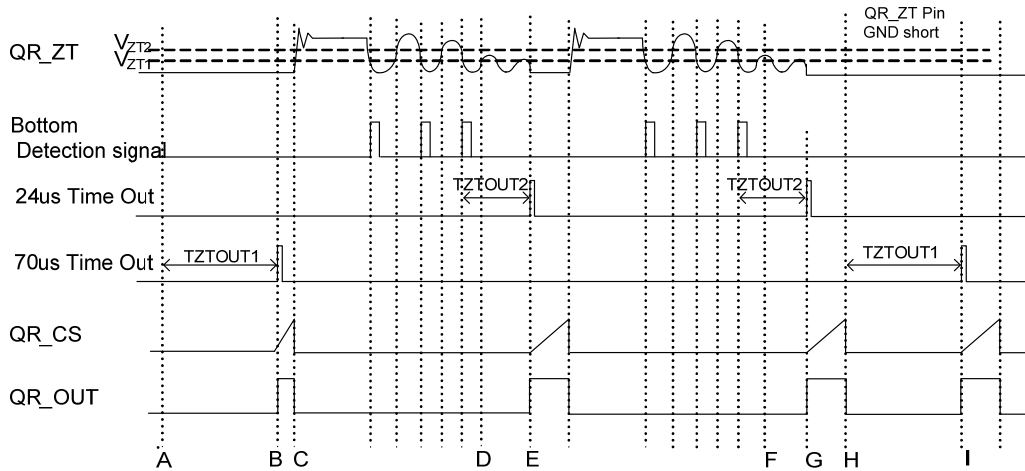 QR_ZT Pin
GND short
QR_ZT
VZT2
VZT1
Bottom
Detection signal
24us Time Out
TZTOUT2
TZTOUT2
70us Time Out
TZTOUT1
TZTOUT1
QR_CS
QR_OUT
A B C D E F G H I